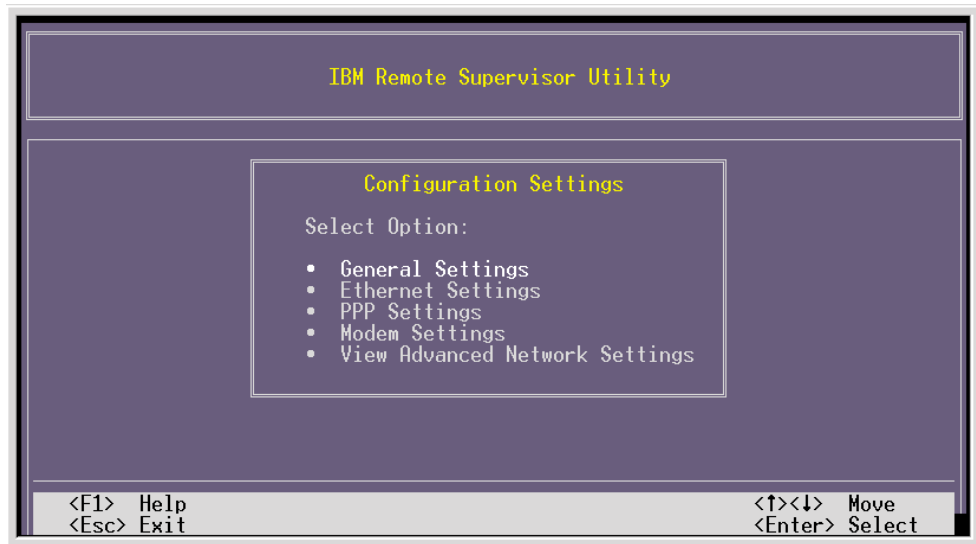 IBM Remote Supervisor Utility
Configuration Settings
Select Option:
• General Settings
• Ethernet Settings
• PPP Settings
• Modem Settings
• View Advanced Network Settings
<F1> Help
<↑><↓> Move
<Esc> Exit
<Enter> Select